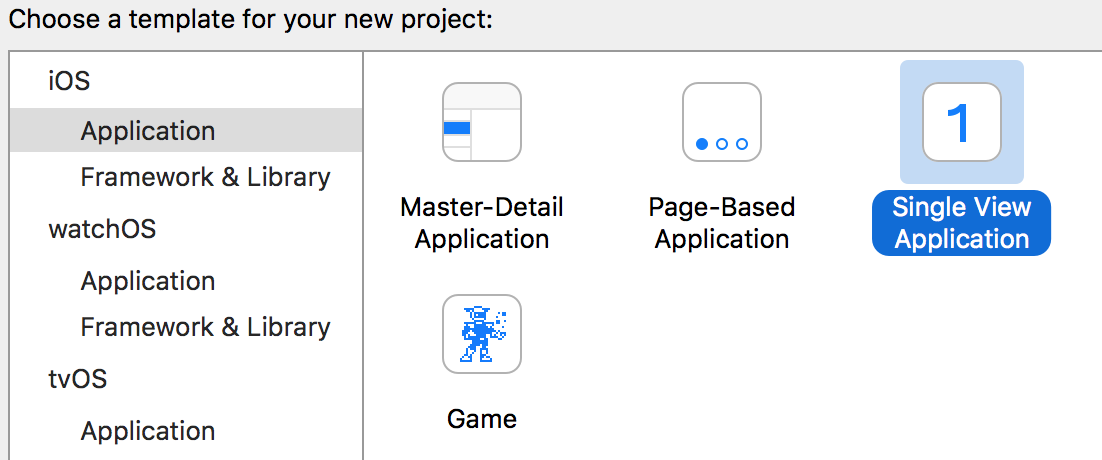 Choose a template for your new project:
iOS
Application
Framework & Library
watchOS
Application
Framework & Library
tvOS
Application
Master-Detail
Application
Page-Based
Application
1
Single View
Application
Game